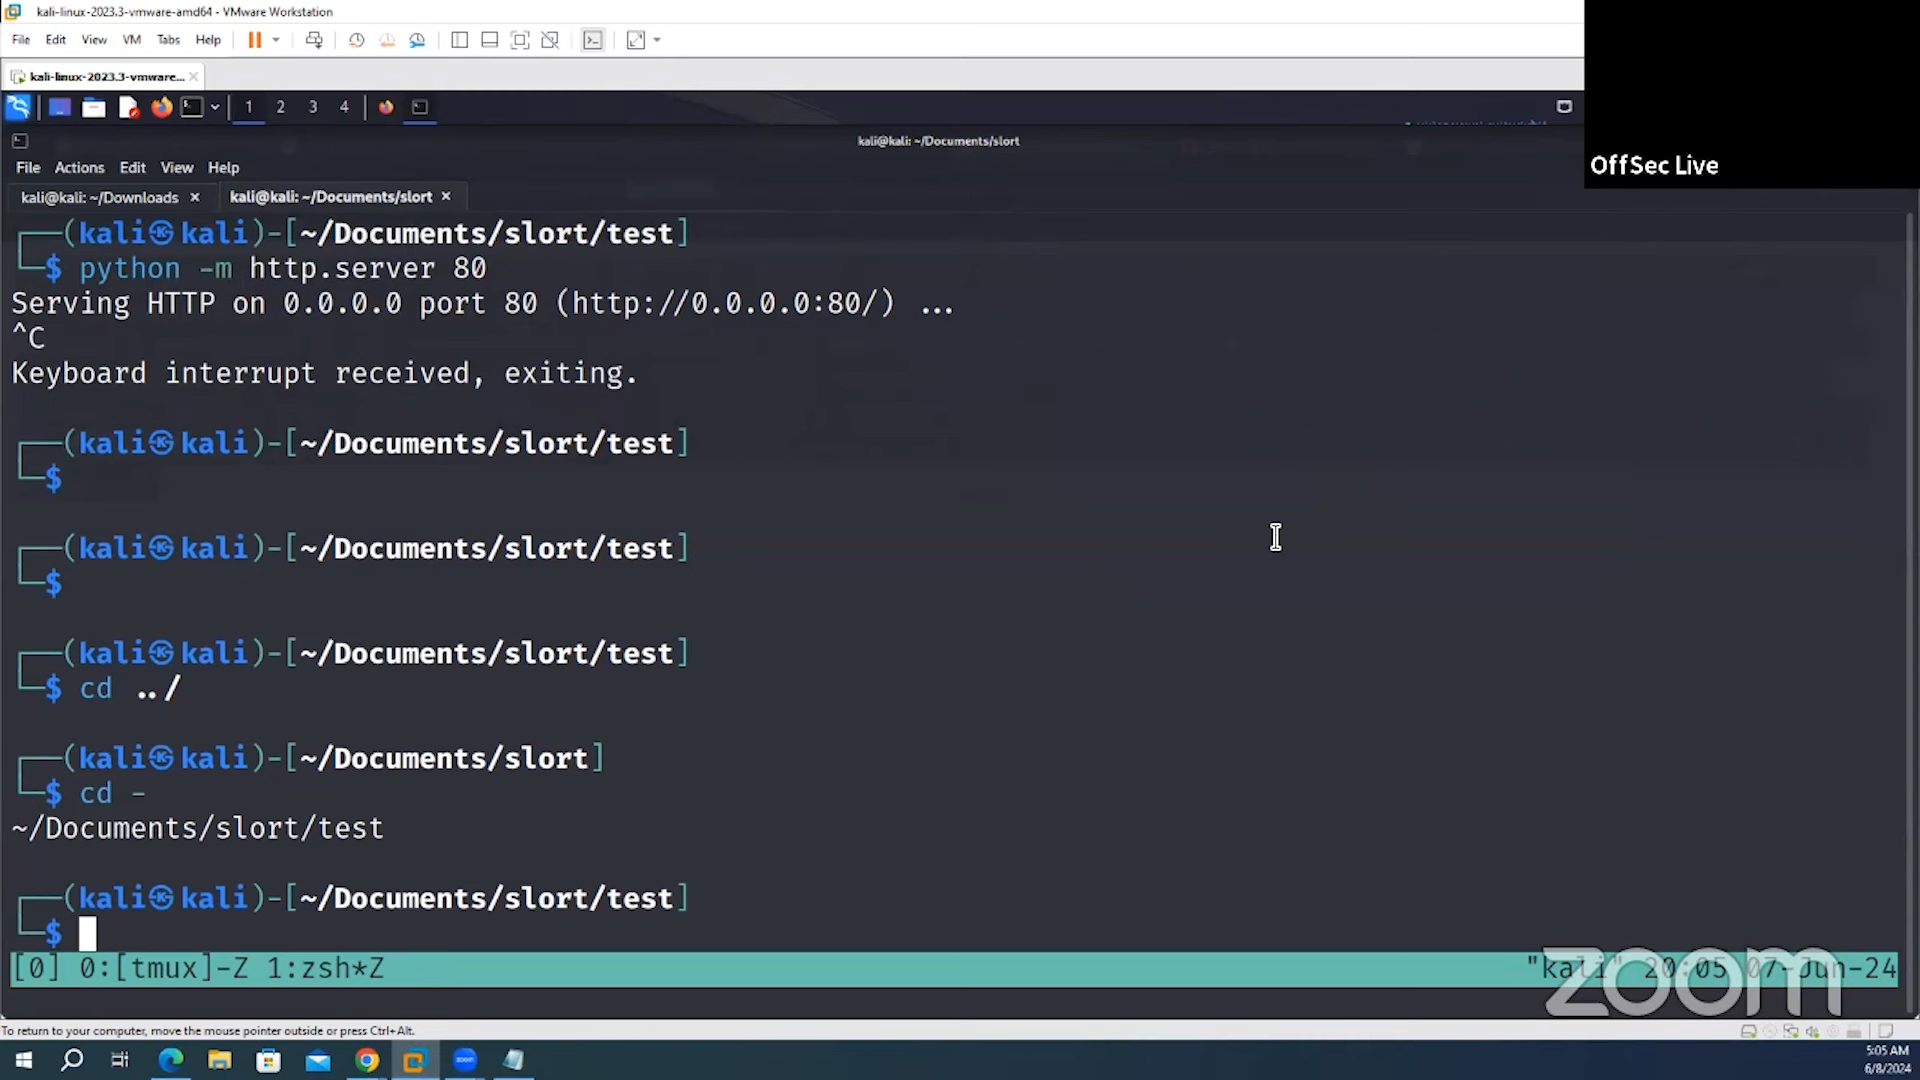 kali-linux-2023.3-vmware-amd64 - VMware Workstation
File Edit View VM Tabs Help
kali-linux-2023.3-vmware...
1 2 3 4
kali@kali: ~/Documents/slort
OffSec Live
File Actions Edit View Help
kali@kali: ~/Downloads × kali@kali: ~/Documents/slort ×
┌──(kali㉿kali)-[~/Documents/slort/test]
└─$ python -m http.server 80
Serving HTTP on 0.0.0.0 port 80 (http://0.0.0.0:80/) ...
^C
Keyboard interrupt received, exiting.
┌──(kali㉿kali)-[~/Documents/slort/test]
└─$
┌──(kali㉿kali)-[~/Documents/slort/test]
└─$
┌──(kali㉿kali)-[~/Documents/slort/test]
└─$ cd ../
┌──(kali㉿kali)-[~/Documents/slort]
└─$ cd -
~/Documents/slort/test
┌──(kali㉿kali)-[~/Documents/slort/test]
└─$
[0] 0:[tmux]-Z 1:zsh*Z "kali" 20:05 07-Jun-24
zoom
To return to your computer, move the mouse pointer outside or press Ctrl+Alt.
zoom
5:05 AM
6/8/2024